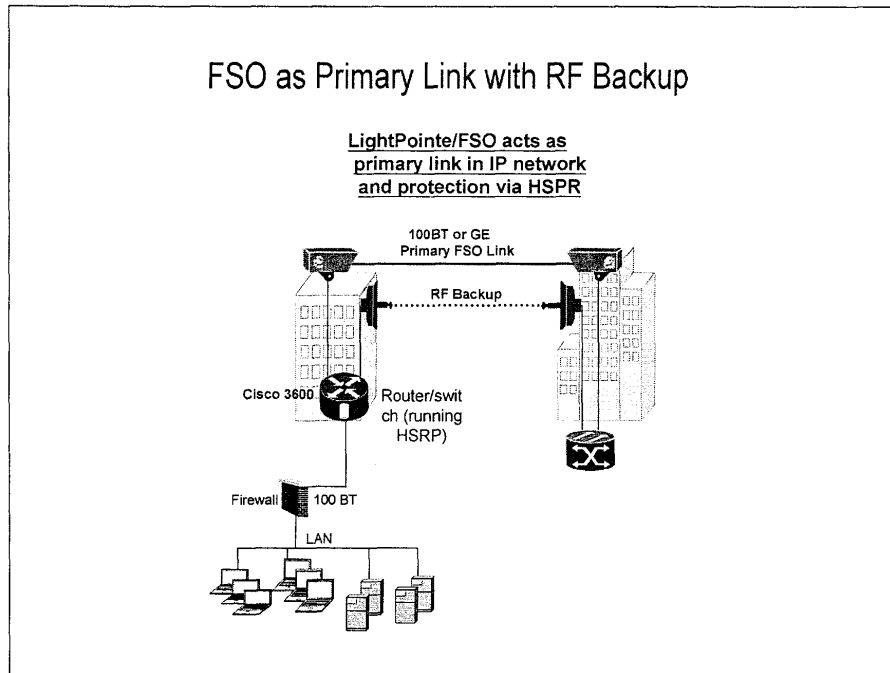 FSO as Primary Link with RF Backup
LightPointe/FSO acts as
primary link in IP network
and protection via HSPR
100BT or GE
Primary FSO Link
RF Backup
Cisco 3600
Router/swit
ch (running
HSRP)
Firewall
100 BT
LAN